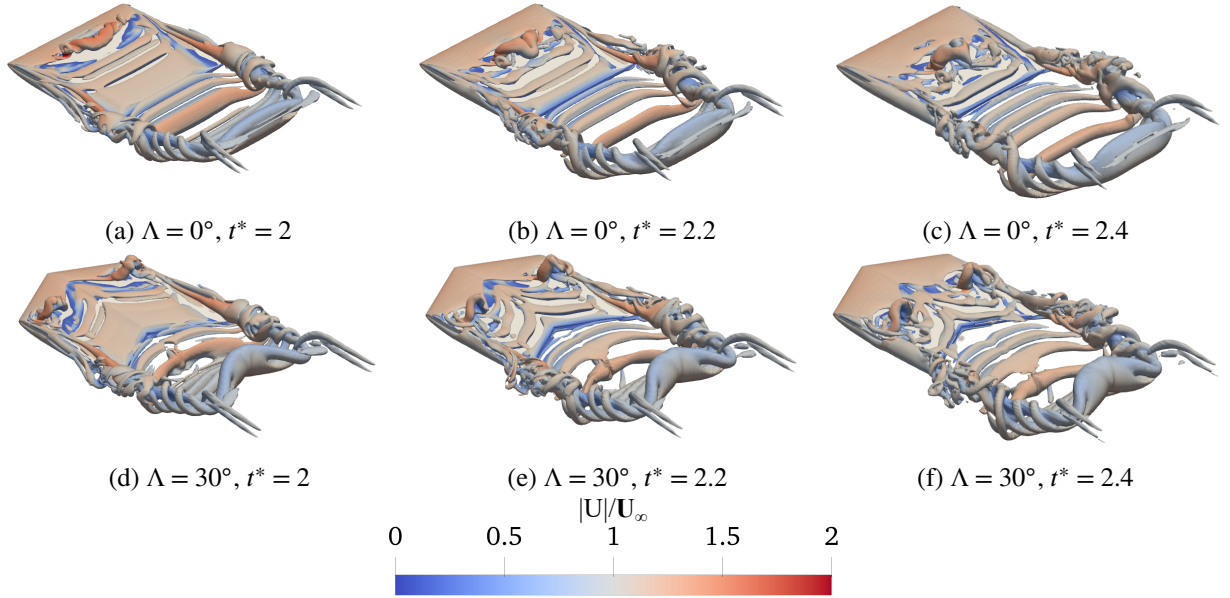 (a) Λ = 0°, t* = 2
(b) Λ = 0°, t* = 2.2
(c) Λ = 0°, t* = 2.4
(d) Λ = 30°, t* = 2
(e) Λ = 30°, t* = 2.2
(f) Λ = 30°, t* = 2.4
|U|/U∞
0 0.5 1 1.5 2